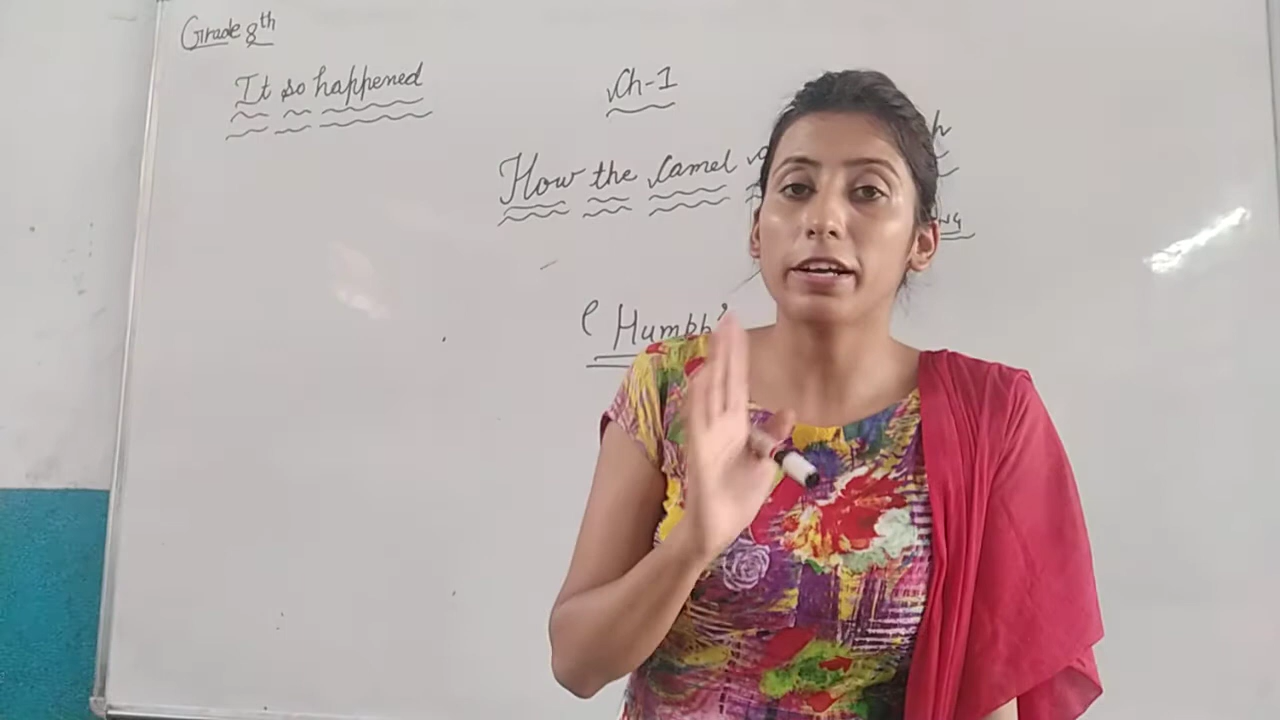 Grade 8th
It so happened
Ch-1
How the Camel
'Humph'